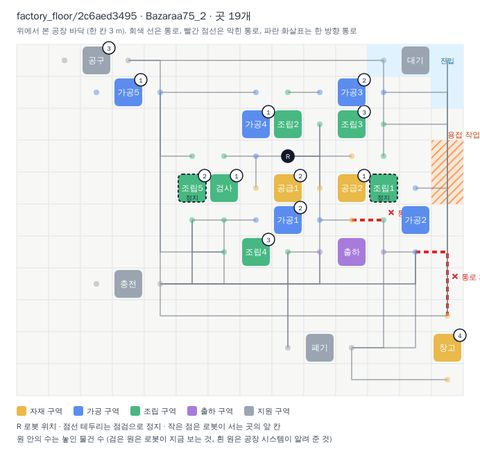 factory_floor/2c6aed3495 · Bazaraa75_2 · 곳 19개
위에서 본 공장 바닥 (한 칸 3 m). 회색 선은 통로, 빨간 점선은 막힌 통로, 파란 화살표는 한 방향 통로
공구 3
대기
진입
가공5 1
가공3 2
가공4 1
조립2
조립3 3
용접 작업
R
조립5 2
정지
검사 1
공급1 2
공급2 1
조립1
정지
가공1 2
가공2
조립4 3
출하
통로
충전
폐기
창고 4
자재 구역
가공 구역
조립 구역
출하 구역
지원 구역
R 로봇 위치 · 점선 테두리는 점검으로 정지 · 작은 점은 로봇이 서는 곳의 앞 칸
원 안의 수는 놓인 물건 수 (검은 원은 로봇이 지금 보는 것, 흰 원은 공장 시스템이 알려 준 것)